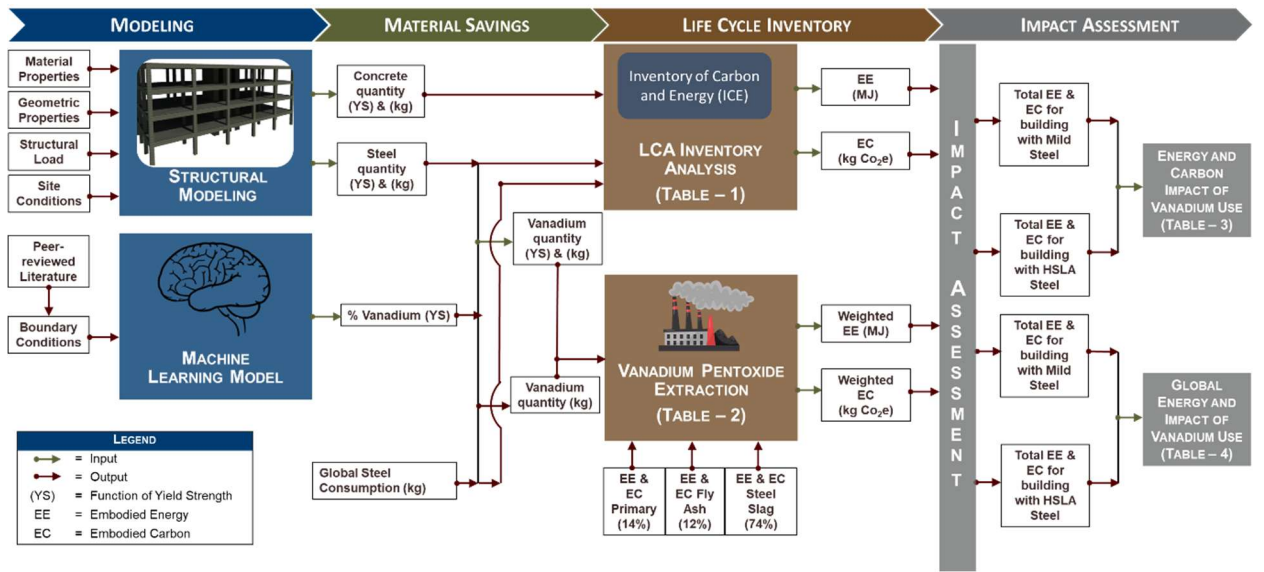 MODELING
MATERIAL SAVINGS
LIFE CYCLE INVENTORY
IMPACT ASSESSMENT
Material
Properties
Geometric
Properties
Structural
Load
Site
Conditions
STRUCTURAL
MODELING
Peer-
reviewed
Literature
Boundary
Conditions
MACHINE
LEARNING MODEL
LEGEND
= Input
= Output
(YS) = Function of Yield Strength
EE = Embodied Energy
EC = Embodied Carbon
Concrete
quantity
(YS) & (kg)
Steel
quantity
(YS) & (kg)
Vanadium
quantity
(YS) & (kg)
% Vanadium (YS)
Vanadium
quantity (kg)
Global Steel
Consumption (kg)
Inventory of Carbon
and Energy (ICE)
LCA INVENTORY
ANALYSIS
(TABLE – 1)
VANADIUM PENTOXIDE
EXTRACTION
(TABLE – 2)
EE &
EC
Primary
(14%)
EE &
EC Fly
Ash
(12%)
EE & EC
Steel
Slag
(74%)
EE
(MJ)
EC
(kg Co2e)
Weighted
EE (MJ)
Weighted
EC
(kg Co2e)
IMPACT ASSESSMENT
Total EE &
EC for
building
with Mild
Steel
Total EE &
EC for
building
with HSLA
Steel
Total EE &
EC for
building
with Mild
Steel
Total EE &
EC for
building
with HSLA
Steel
ENERGY AND
CARBON
IMPACT OF
VANADIUM USE
(TABLE – 3)
GLOBAL
ENERGY AND
IMPACT OF
VANADIUM USE
(TABLE – 4)